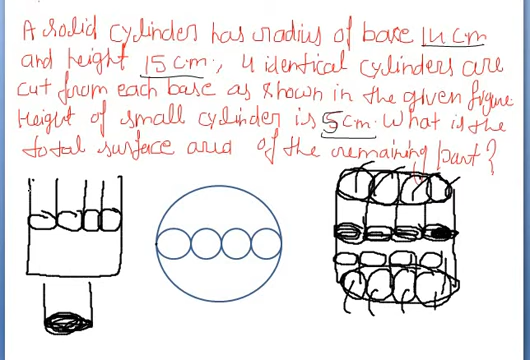 A solid cylinder has radius of base 14 cm
and height 15 cm., 4 identical cylinders are
cut from each base as shown in the given figure
Height of small cylinder is 5cm. What is the
total surface area of the remaining part?